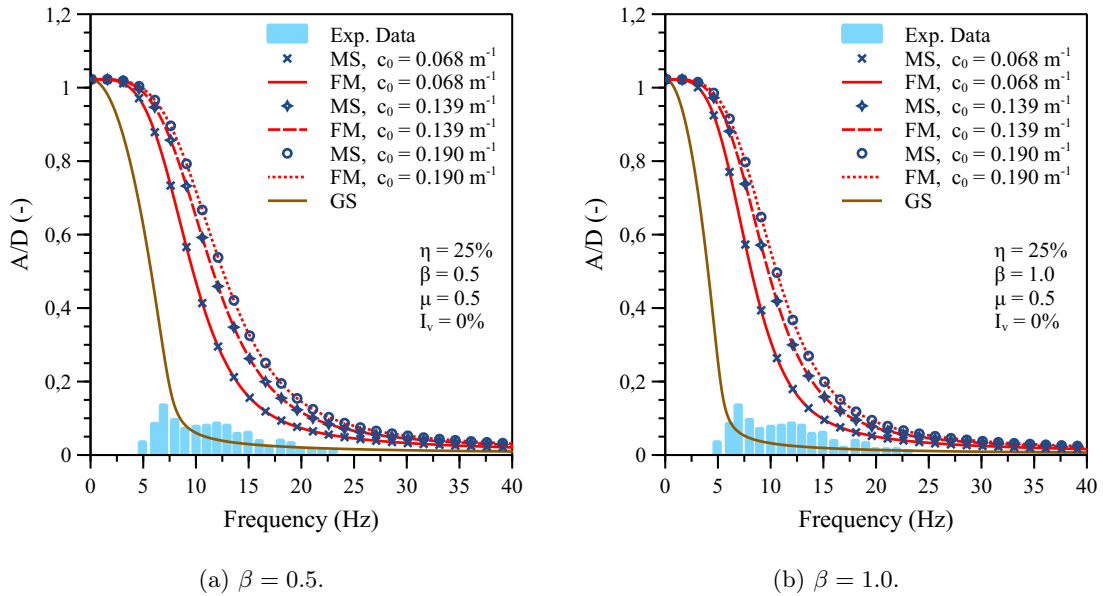 1,2
1
0,8
0,6
0,4
0,2
0
A/D (-)
Exp. Data
MS, c₀ = 0.068 m⁻¹
FM, c₀ = 0.068 m⁻¹
MS, c₀ = 0.139 m⁻¹
FM, c₀ = 0.139 m⁻¹
MS, c₀ = 0.190 m⁻¹
FM, c₀ = 0.190 m⁻¹
GS
η = 25%
β = 0.5
μ = 0.5
Iᵥ = 0%
0 5 10 15 20 25 30 35 40
Frequency (Hz)
(a) β = 0.5.
1,2
1
0,8
0,6
0,4
0,2
0
A/D (-)
Exp. Data
MS, c₀ = 0.068 m⁻¹
FM, c₀ = 0.068 m⁻¹
MS, c₀ = 0.139 m⁻¹
FM, c₀ = 0.139 m⁻¹
MS, c₀ = 0.190 m⁻¹
FM, c₀ = 0.190 m⁻¹
GS
η = 25%
β = 1.0
μ = 0.5
Iᵥ = 0%
0 5 10 15 20 25 30 35 40
Frequency (Hz)
(b) β = 1.0.